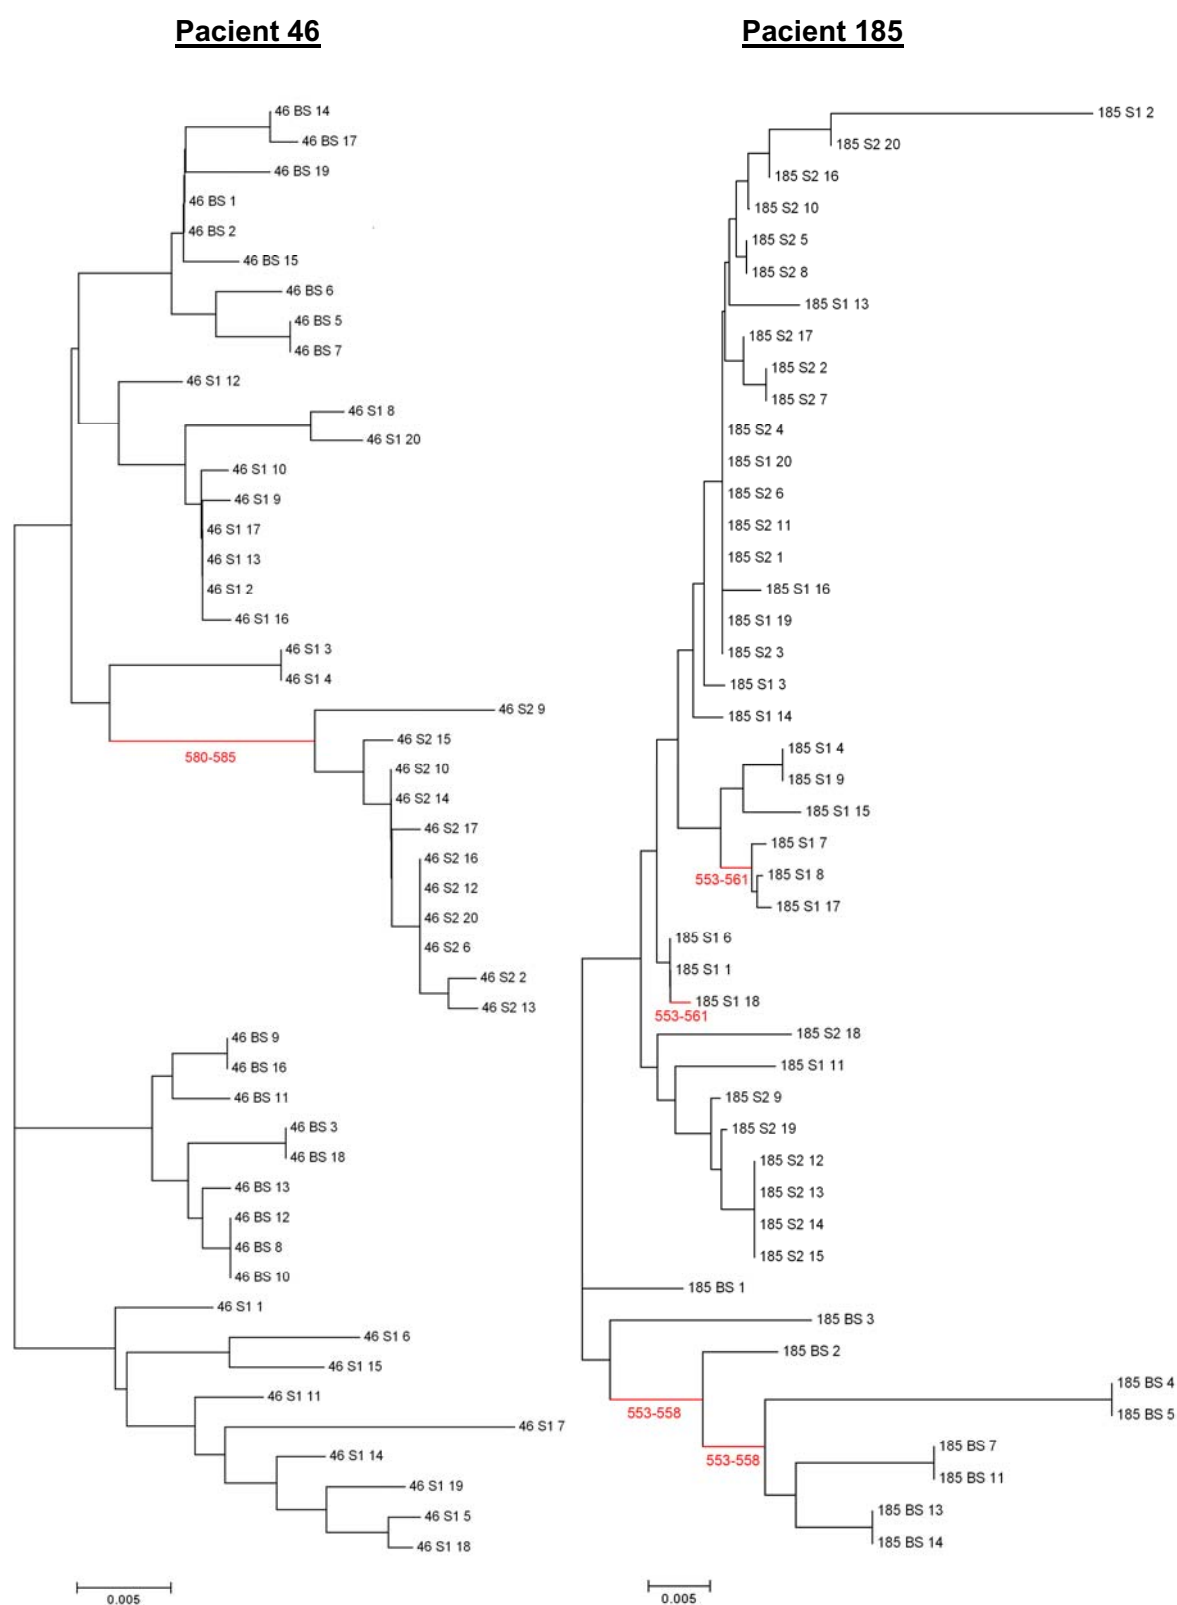 Pacient 46
46 BS 14
46 BS 17
46 BS 19
46 BS 1
46 BS 2
46 BS 15
46 BS 6
46 BS 5
46 BS 7
46 S1 12
46 S1 8
46 S1 20
46 S1 10
46 S1 9
46 S1 17
46 S1 13
46 S1 2
46 S1 16
46 S1 3
46 S1 4
46 S2 9
580-585
46 S2 15
46 S2 10
46 S2 14
46 S2 17
46 S2 16
46 S2 12
46 S2 20
46 S2 6
46 S2 2
46 S2 13
46 BS 9
46 BS 16
46 BS 11
46 BS 3
46 BS 18
46 BS 13
46 BS 12
46 BS 8
46 BS 10
46 S1 1
46 S1 6
46 S1 15
46 S1 11
46 S1 7
46 S1 14
46 S1 19
46 S1 5
46 S1 18
0.005
Pacient 185
185 S1 2
185 S2 20
185 S2 16
185 S2 10
185 S2 5
185 S2 8
185 S1 13
185 S2 17
185 S2 2
185 S2 7
185 S2 4
185 S1 20
185 S2 6
185 S2 11
185 S2 1
185 S1 16
185 S1 19
185 S2 3
185 S1 3
185 S1 14
185 S1 4
185 S1 9
185 S1 15
185 S1 7
185 S1 8
553-561
185 S1 17
185 S1 6
185 S1 1
185 S1 18
553-561
185 S2 18
185 S1 11
185 S2 9
185 S2 19
185 S2 12
185 S2 13
185 S2 14
185 S2 15
185 BS 1
185 BS 3
185 BS 2
185 BS 4
553-558
185 BS 5
185 BS 7
553-558
185 BS 11
185 BS 13
185 BS 14
0.005